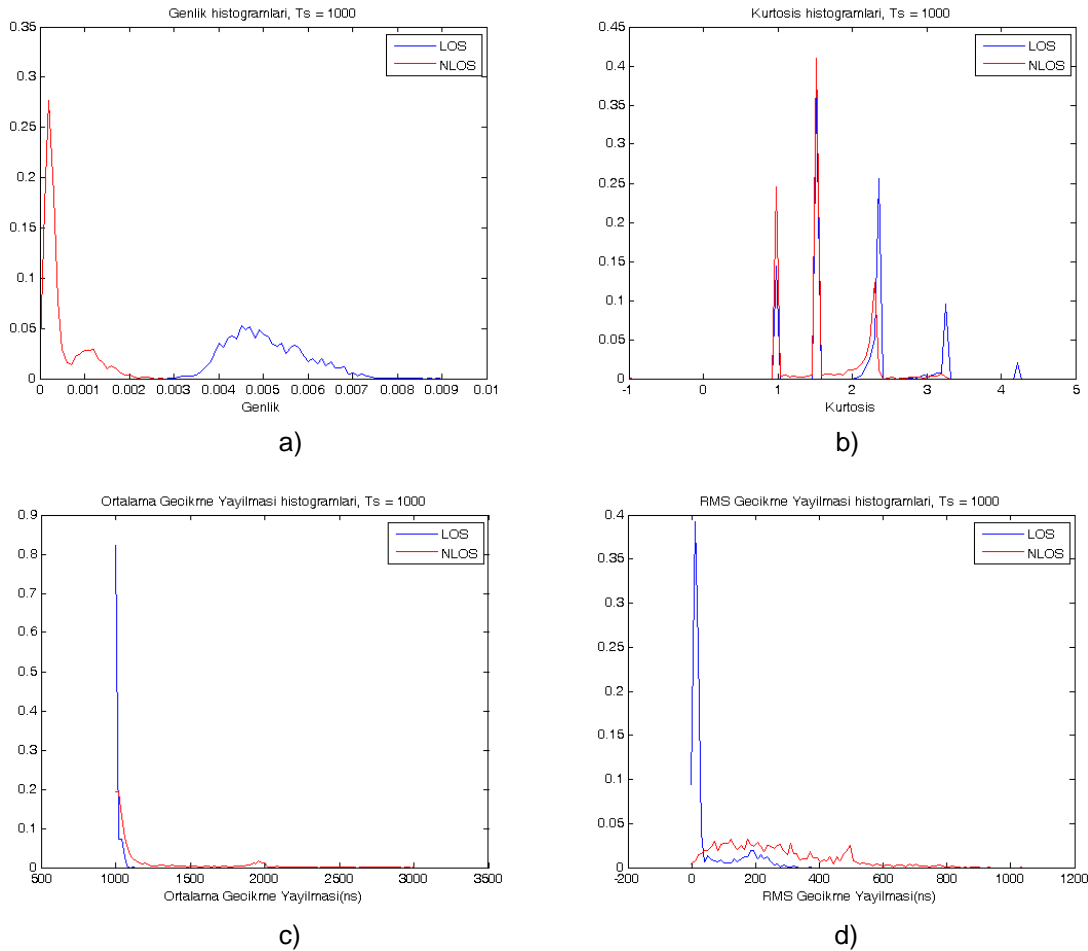 Genlik histogramlari, Ts = 1000
0.35
0.3
0.25
0.2
0.15
0.1
0.05
0
LOS
NLOS
0 0.001 0.002 0.003 0.004 0.005 0.006 0.007 0.008 0.009 0.01
Genlik
a)
Kurtosis histogramlari, Ts = 1000
0.45
0.4
0.35
0.3
0.25
0.2
0.15
0.1
0.05
0
LOS
NLOS
-1 0 1 2 3 4 5
Kurtosis
b)
Ortalama Gecikme Yayilmasi histogramlari, Ts = 1000
0.9
0.8
0.7
0.6
0.5
0.4
0.3
0.2
0.1
0
LOS
NLOS
500 1000 1500 2000 2500 3000 3500
Ortalama Gecikme Yayilmasi(ns)
c)
RMS Gecikme Yayilmasi histogramlari, Ts = 1000
0.4
0.35
0.3
0.25
0.2
0.15
0.1
0.05
0
LOS
NLOS
-200 0 200 400 600 800 1000 1200
RMS Gecikme Yayilmasi(ns)
d)